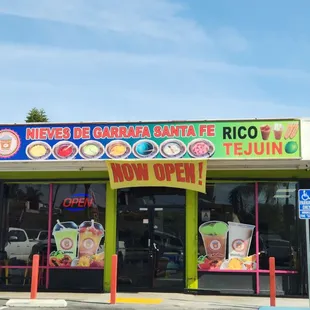 NIEVES DE GARRAFA SANTA FE
RICO
TEJUIN
NOW OPEN!
OPEN